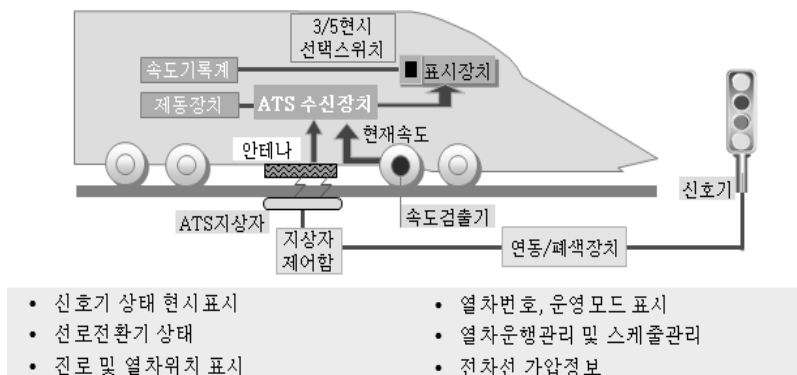 3/5현시
선택스위치
속도기록계
표시장치
제동장치
ATS 수신장치
현재속도
안테나
신호기
ATS지상자
속도검출기
지상자
제어함
연동/폐색장치
• 신호기 상태 현시표시
• 선로전환기 상태
• 진로 및 열차위치 표시
• 열차번호, 운영모드 표시
• 열차운행관리 및 스케줄관리
• 전차선 가압정보